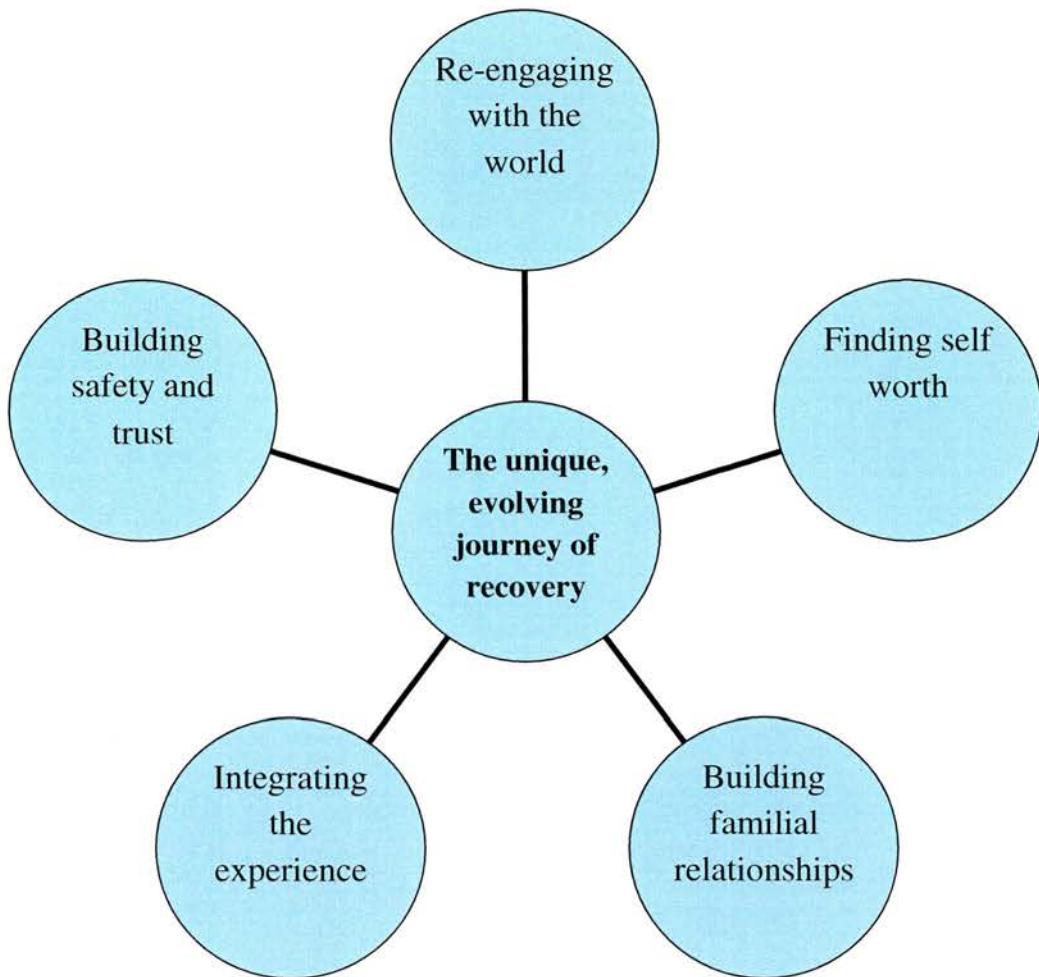 Re-engaging
with the
world
Building
safety and
trust
Finding self
worth
The unique,
evolving
journey of
recovery
Integrating
the
experience
Building
familial
relationships